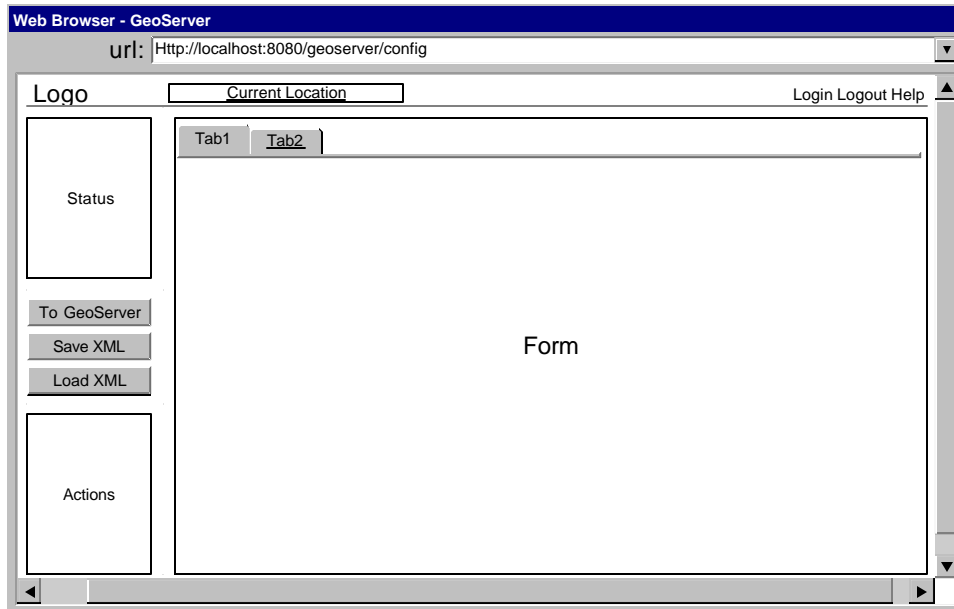 Web Browser - GeoServer
url: Http://localhost:8080/geoserver/config
Logo Current Location Login Logout Help
Tab1 Tab2
Status
To GeoServer
Save XML
Form
Load XML
Actions